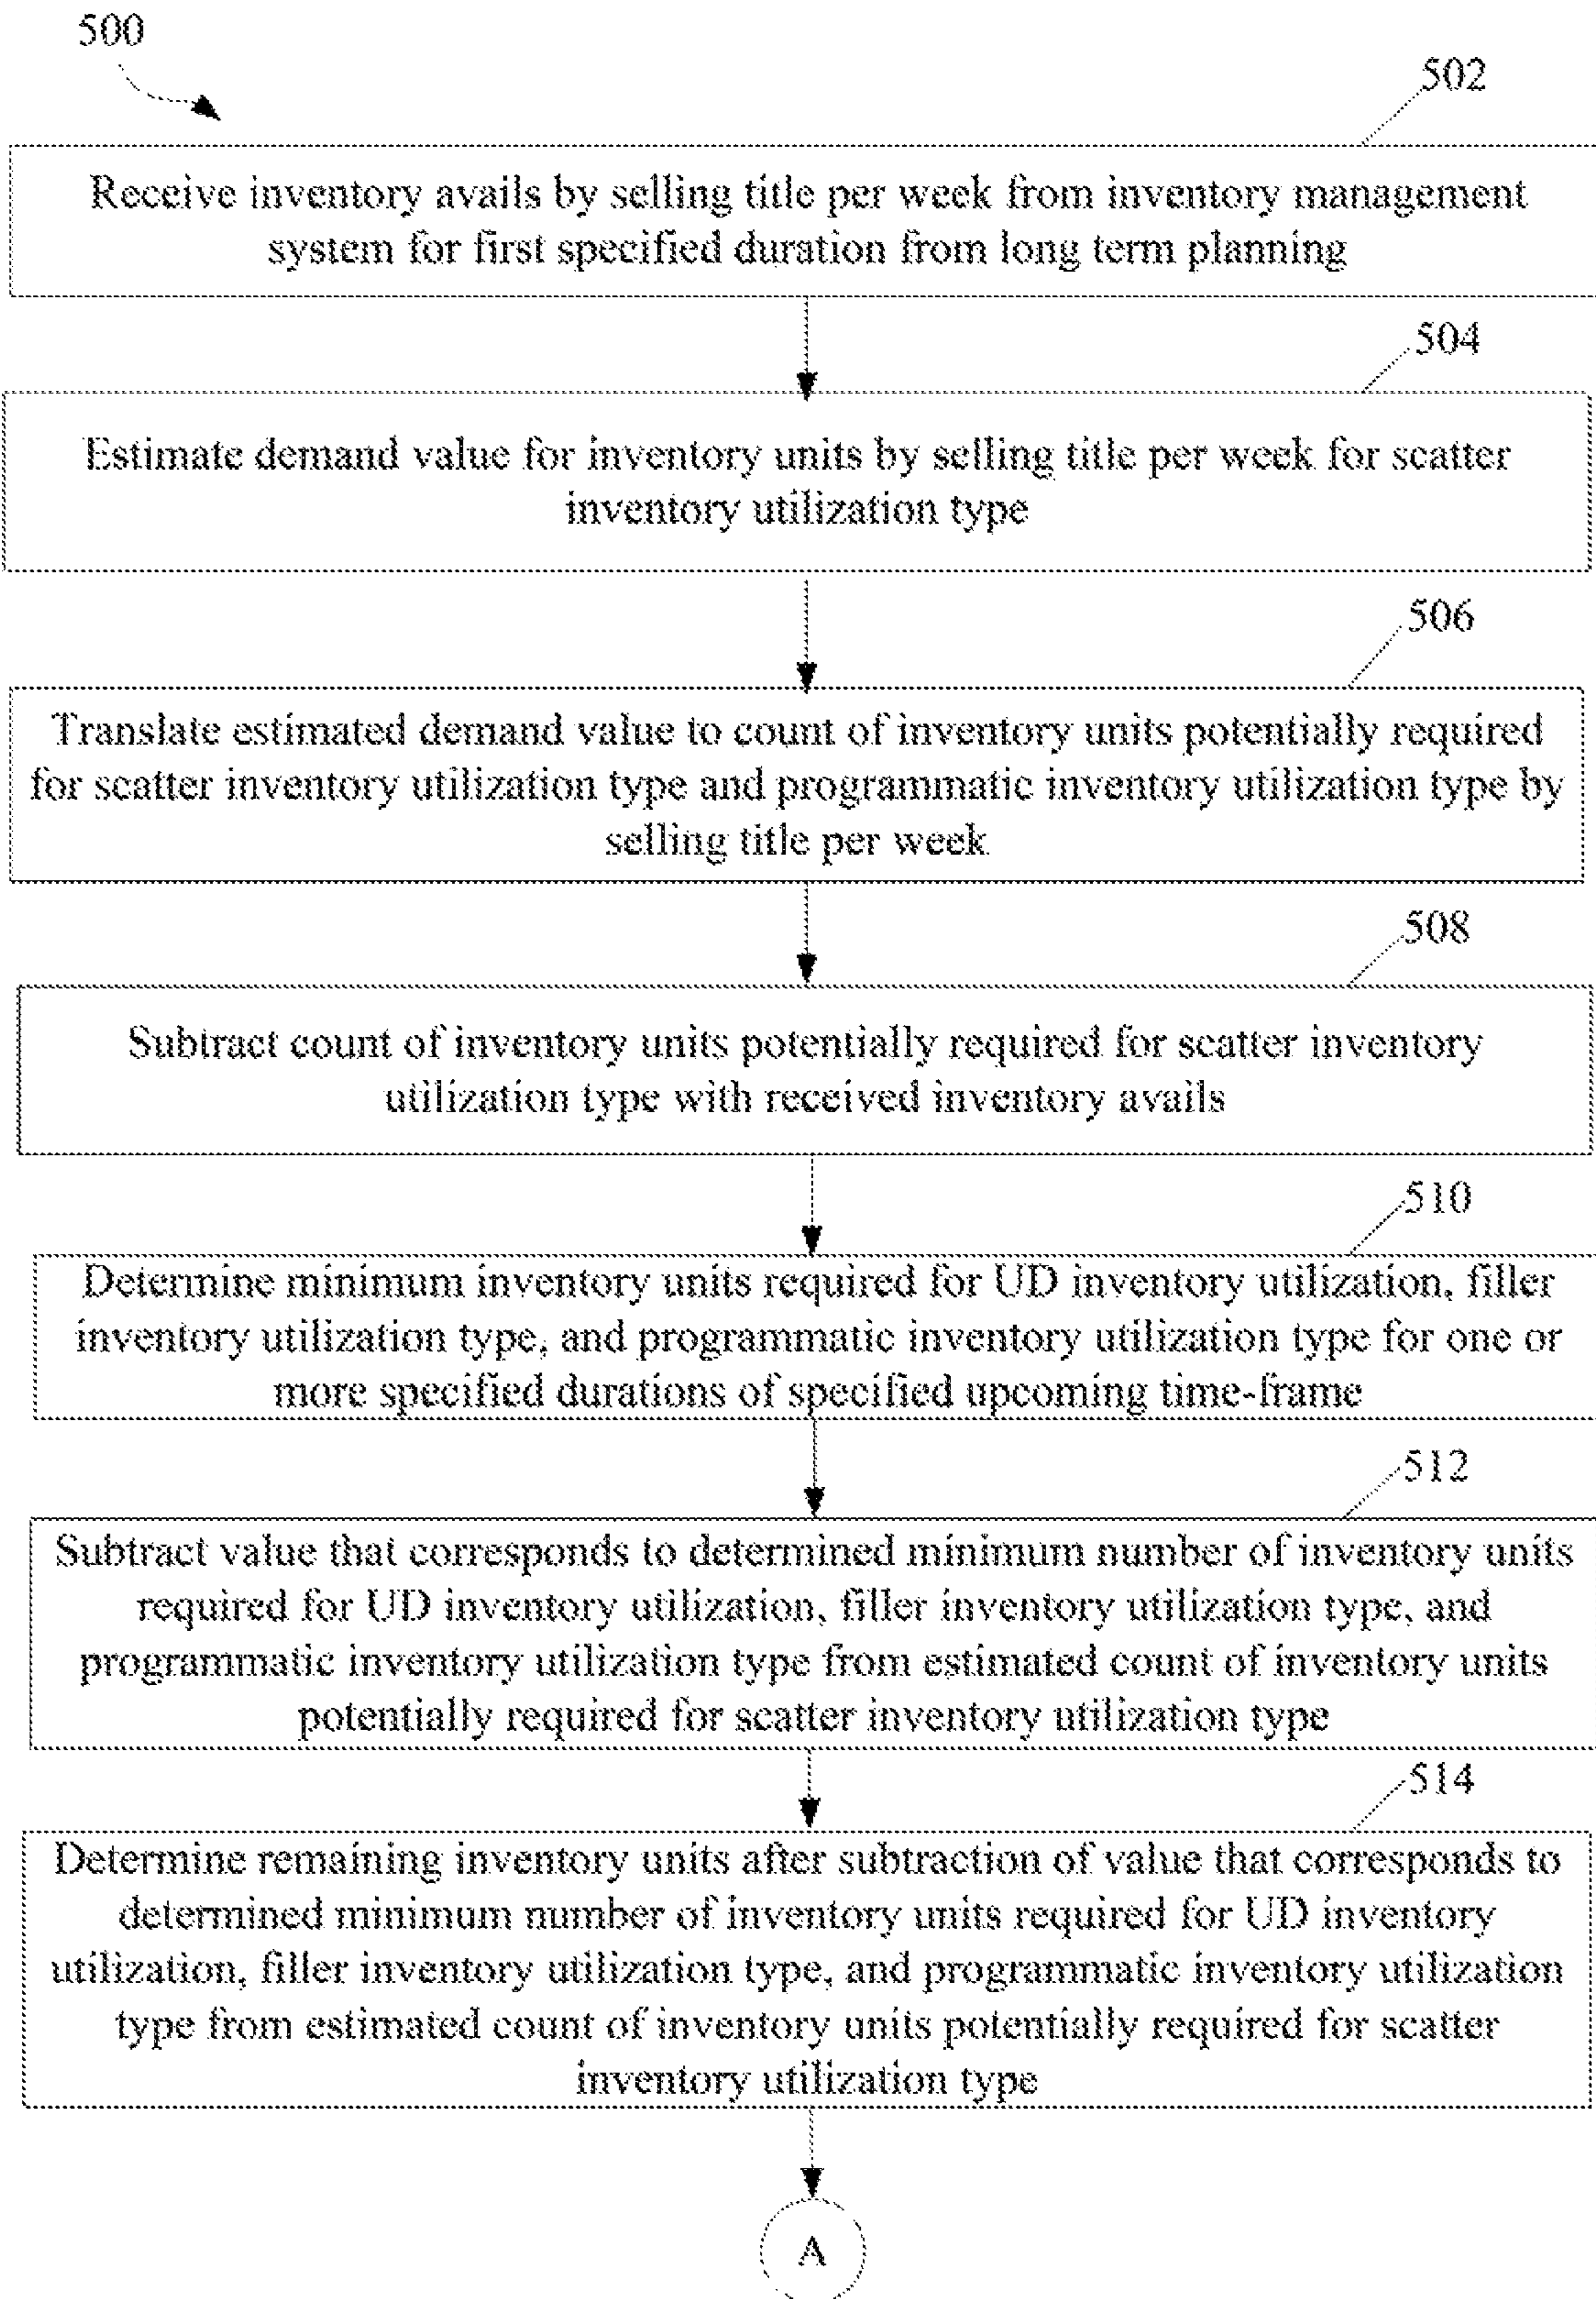 500
502
Receive inventory avails by selling title per week from inventory management
system for first specified duration from long term planning
504
Estimate demand value for inventory units by selling title per week for scatter
inventory utilization type
506
Translate estimated demand value to count of inventory units potentially required
for scatter inventory utilization type and programmatic inventory utilization type by
selling title per week
508
Subtract count of inventory units potentially required for scatter inventory
utilization type with received inventory avails
510
Determine minimum inventory units required for UD inventory utilization, filler
inventory utilization type, and programmatic inventory utilization type for one or
more specified durations of specified upcoming time-frame
512
Subtract value that corresponds to determined minimum number of inventory units
required for UD inventory utilization, filler inventory utilization type, and
programmatic inventory utilization type from estimated count of inventory units
potentially required for scatter inventory utilization type
514
Determine remaining inventory units after subtraction of value that corresponds to
determined minimum number of inventory units required for UD inventory
utilization, filler inventory utilization type, and programmatic inventory utilization
type from estimated count of inventory units potentially required for scatter
inventory utilization type
A